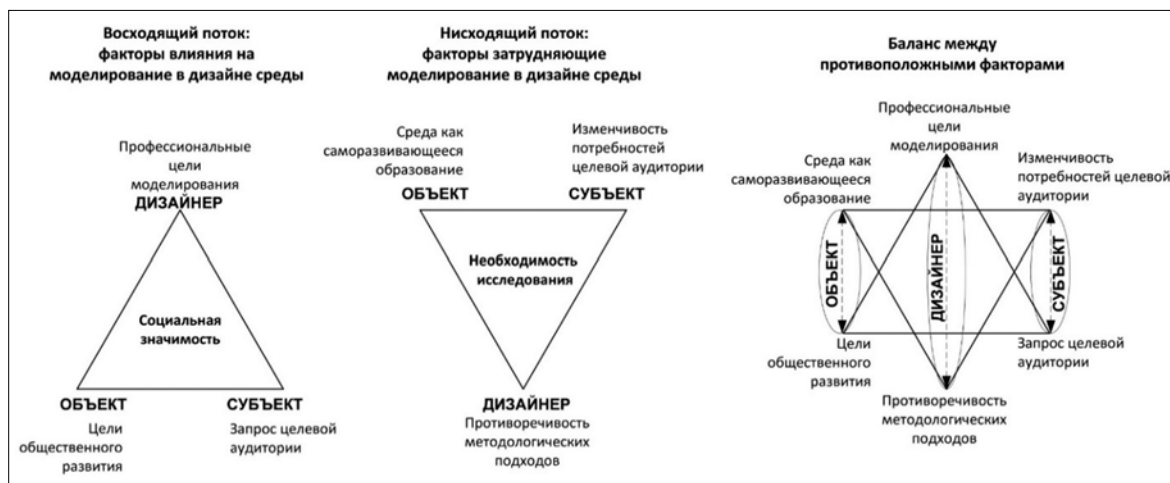 Восходящий поток:
факторы влияния на
моделирование в дизайне среды
Профессиональные
цели
моделирования
ДИЗАЙНЕР
Социальная
значимость
ОБЪЕКТ
Цели
общественного
развития
СУБЪЕКТ
Запрос целевой
аудитории
Нисходящий поток:
факторы затрудняющие
моделирование в дизайне среды
Среда как
саморазвивающееся
образование
ОБЪЕКТ
Изменчивость
потребностей
целевой аудитории
СУБЪЕКТ
Необходимость
исследования
ДИЗАЙНЕР
Противоречивость
методологических
подходов
Баланс между
противоположными факторами
Профессиональные
цели
моделирования
Среда как
саморазвивающееся
образование
Изменчивость
потребностей целевой
аудитории
ОБЪЕКТ
ДИЗАЙНЕР
СУБЪЕКТ
Цели
общественного
развития
Запрос целевой
аудитории
Противоречивость
методологических
подходов